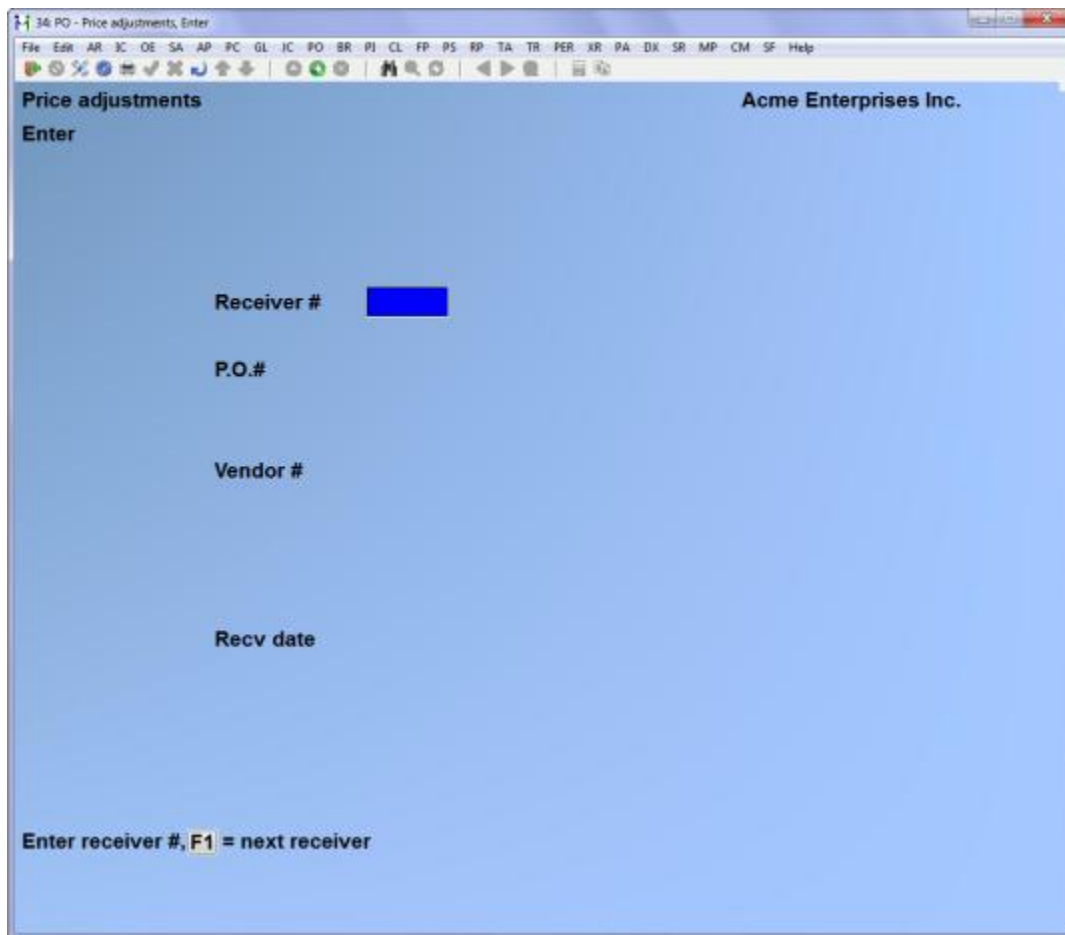 34: PO - Price adjustments, Enter
File Edit AR IC OE SA AP PC GL JC PO BR PI CL FP PS RP TA TR PER XR PA DX SR MP CM SF Help
Price adjustments Acme Enterprises Inc.
Enter
Receiver #
P.O.#
Vendor #
Recv date
Enter receiver #, F1 = next receiver